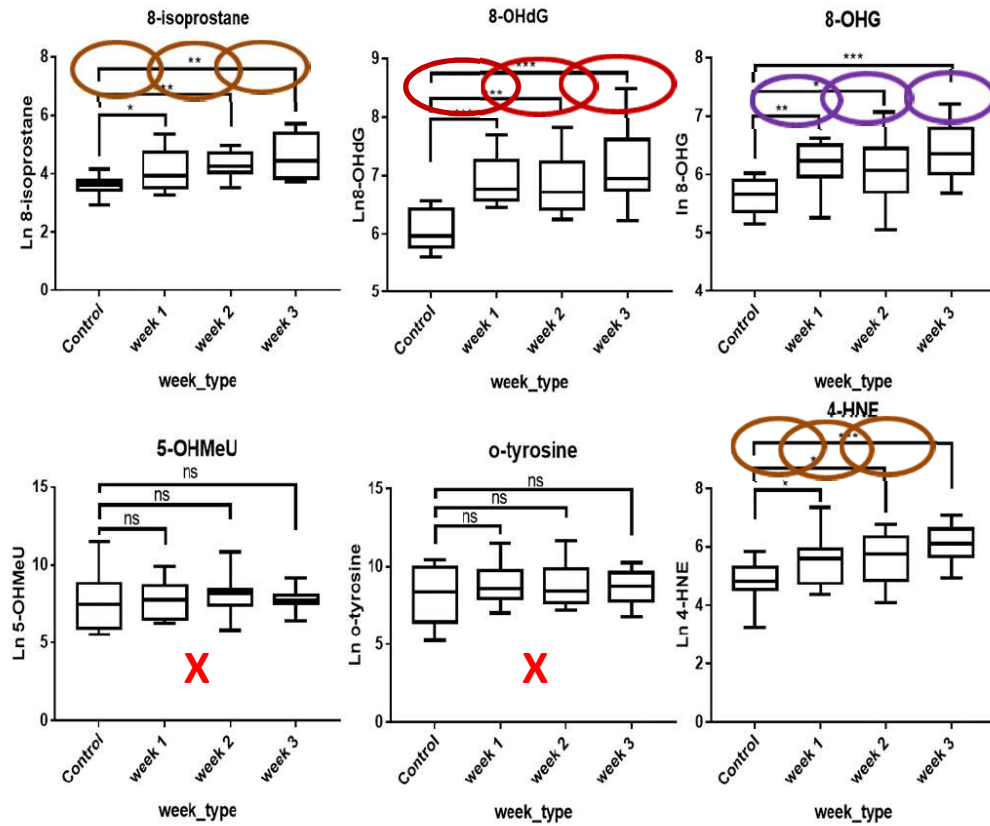 8-isoprostane
8
6
4
2
0
Ln 8-isoprostane
**
**
*
Control
week 1
week 2
week 3
week_type
8-OHdG
9
8
7
6
5
Ln8-OHdG
***
**
***
Control
week 1
week 2
week 3
week_type
8-OHG
8
7
6
5
4
ln 8-OHG
***
*
**
Control
week 1
week 2
week 3
week_type
5-OHMeU
15
10
5
0
Ln 5-OHMeU
ns
ns
ns
X
Control
week 1
week 2
week 3
week_type
o-tyrosine
15
10
5
0
Ln o-tyrosine
ns
ns
ns
X
Control
week 1
week 2
week 3
week_type
4-HNE
8
6
4
2
0
Ln 4-HNE
***
*
*
Control
week 1
week 2
week 3
week_type